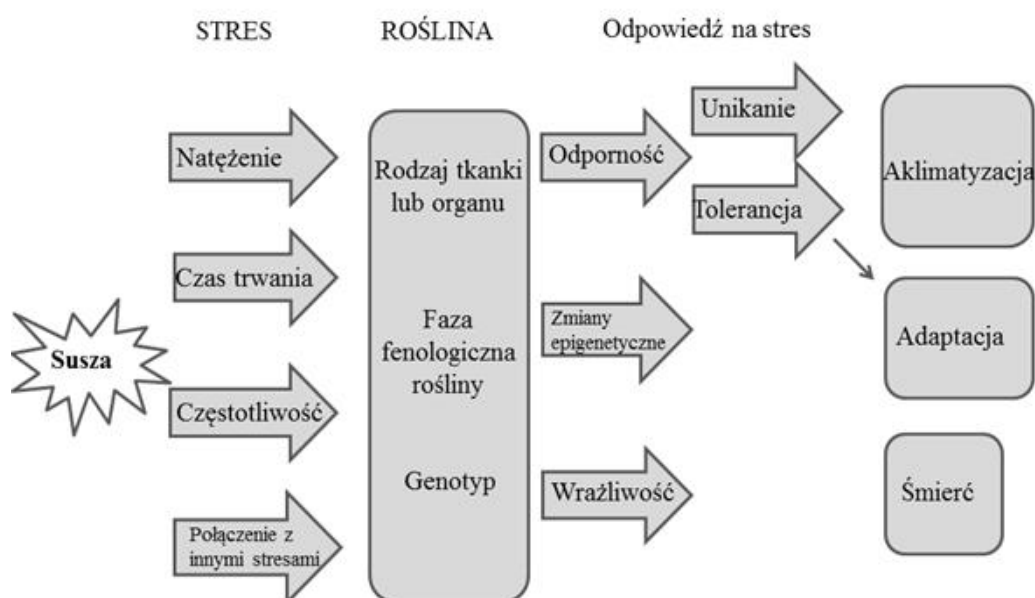 STRES
ROŚLINA
Odpowiedź na stres
Susza
Natężenie
Czas trwania
Częstotliwość
Połączenie z
innymi stresami
Rodzaj tkanki
lub organu
Faza
fenologiczna
rośliny
Genotyp
Odporność
Unikanie
Tolerancja
Zmiany
epigenetyczne
Wrażliwość
Aklimatyzacja
Adaptacja
Śmierć